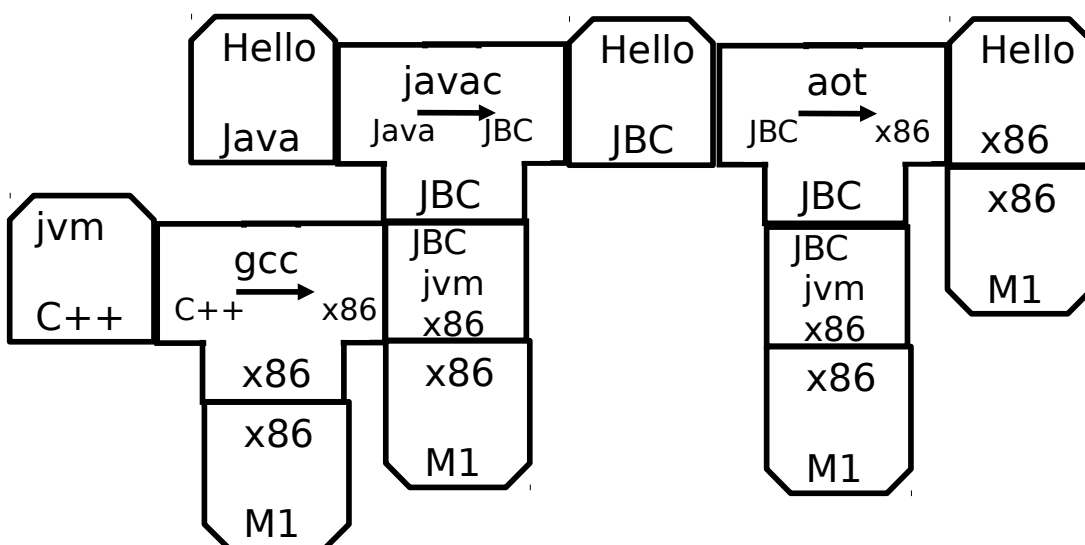 Hello
Java
javac
Java JBC
JBC
Hello
JBC
aot
JBC x86
JBC
Hello
x86
x86
M1
jvm
C++
gcc
C++ x86
x86
x86
M1
JBC
jvm
x86
x86
M1
JBC
jvm
x86
x86
M1